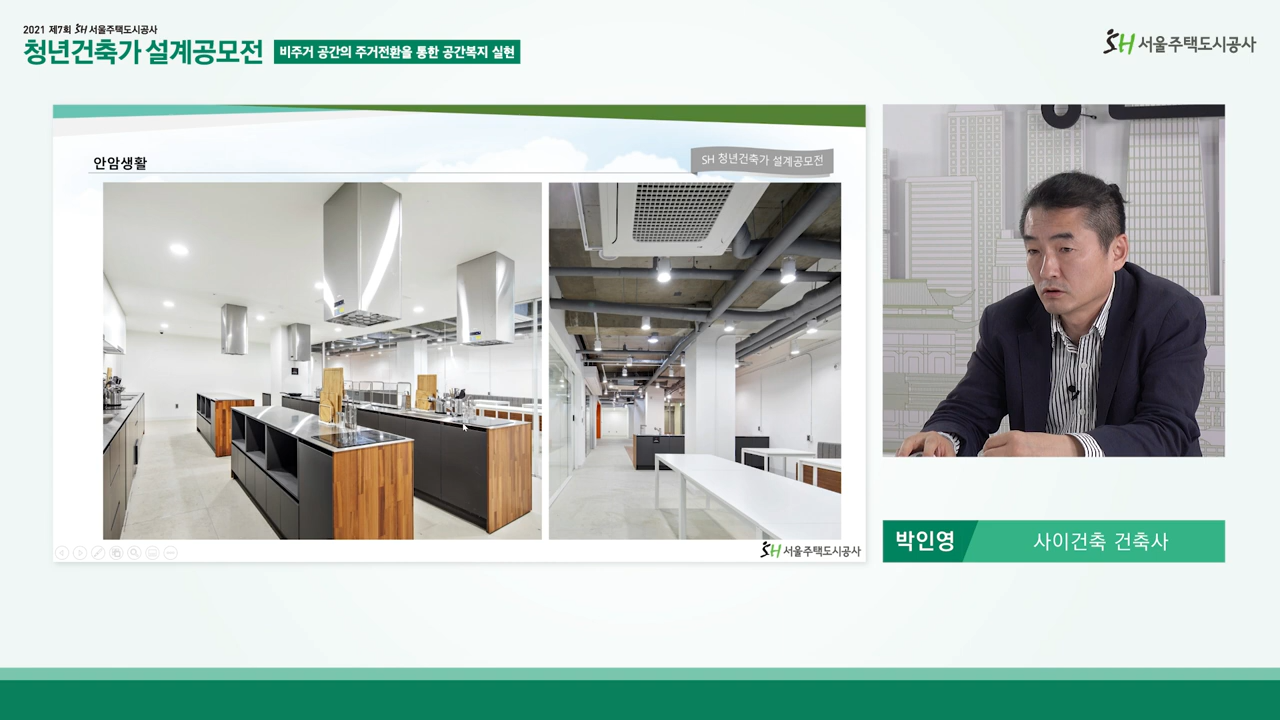 2021 제7회 SH 서울주택도시공사
청년건축가 설계공모전 비주거 공간의 주거전환을 통한 공간복지 실현
SH 서울주택도시공사
안암생활
SH 청년건축가 설계공모전
SH 서울주택도시공사
박인영 사이건축 건축사